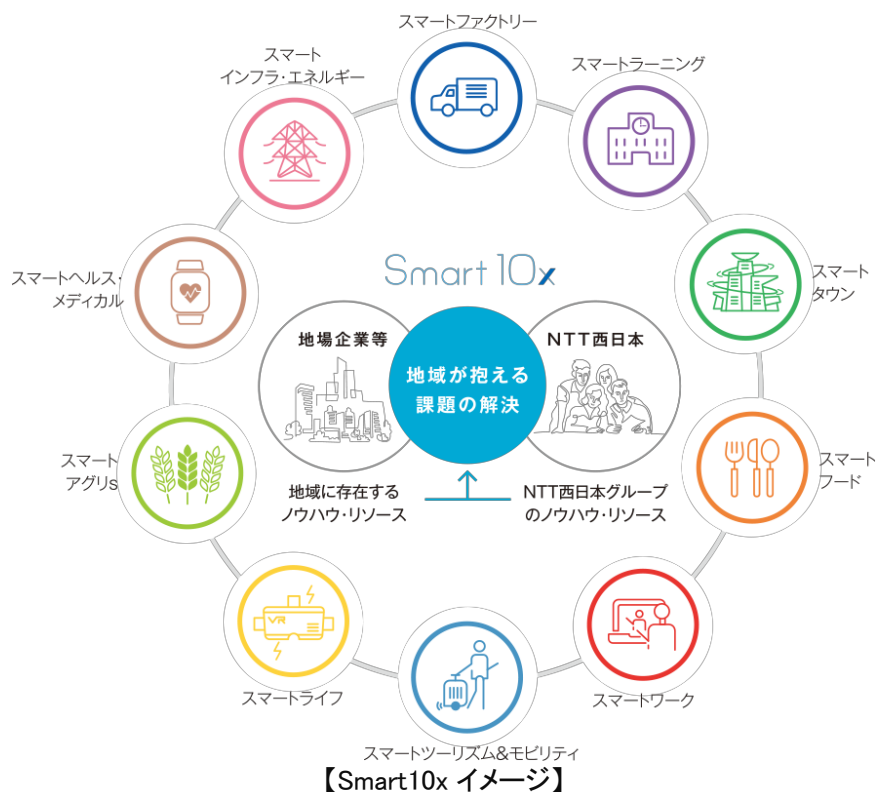 スマートファクトリー
スマート
インフラ・エネルギー
スマートラーニング
スマートヘルス・
メディカル
Smart10x
スマート
タウン
地場企業等
NTT西日本
地域が抱える
課題の解決
スマート
アグリs
スマート
フード
地域に存在する
ノウハウ・リソース
NTT西日本グループ
のノウハウ・リソース
VR
スマートライフ
スマートワーク
スマートツーリズム&モビリティ
【Smart10x イメージ】